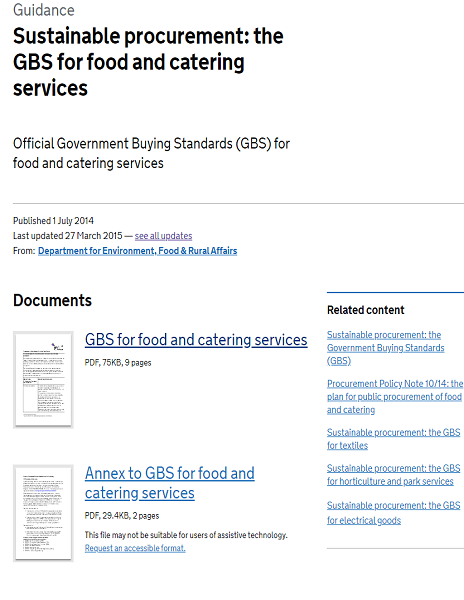 Guidance
Sustainable procurement: the
GBS for food and catering
services
Official Government Buying Standards (GBS) for
food and catering services
Published 1 July 2014
Last updated 27 March 2015 — see all updates
From: Department for Environment, Food & Rural Affairs
Documents
GBS for food and catering services
PDF, 75KB, 9 pages
Annex to GBS for food and
catering services
PDF, 29.4KB, 2 pages
This file may not be suitable for users of assistive technology.
Request an accessible format.
Related content
Sustainable procurement: the
Government Buying Standards
(GBS)
Procurement Policy Note 10/14: the
plan for public procurement of food
and catering
Sustainable procurement: the GBS
for textiles
Sustainable procurement: the GBS
for horticulture and park services
Sustainable procurement: the GBS
for electrical goods